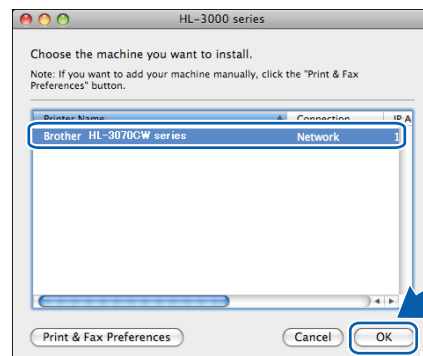 HL-3000 series
Choose the machine you want to install.
Note: If you want to add your machine manually, click the "Print & Fax
Preferences" button.
Printer Name Connection IP A
Brother HL-3070CW series Network 1
Print & Fax Preferences Cancel OK